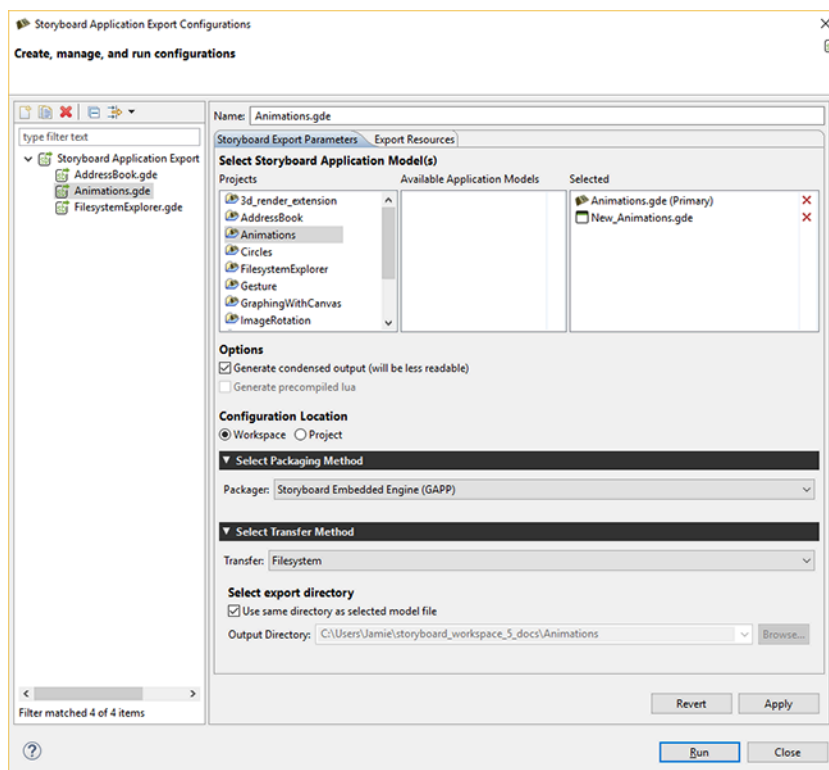 Storyboard Application Export Configurations
Create, manage, and run configurations
type filter text
Storyboard Application Export
AddressBook.gde
Animations.gde
FilesystemExplorer.gde
Filter matched 4 of 4 items
Name: Animations.gde
Storyboard Export Parameters Export Resources
Select Storyboard Application Model(s)
Projects Available Application Models Selected
3d_render_extension
AddressBook
Animations
Circles
FilesystemExplorer
Gesture
GraphingWithCanvas
ImageRotation
Animations.gde (Primary)
New_Animations.gde
Options
Generate condensed output (will be less readable)
Generate precompiled lua
Configuration Location
Workspace Project
Select Packaging Method
Packager: Storyboard Embedded Engine (GAPP)
Select Transfer Method
Transfer: Filesystem
Select export directory
Use same directory as selected model file
Output Directory: C:\Users\Jamie\storyboard_workspace_5_docs\Animations Browse...
Revert Apply
Run Close